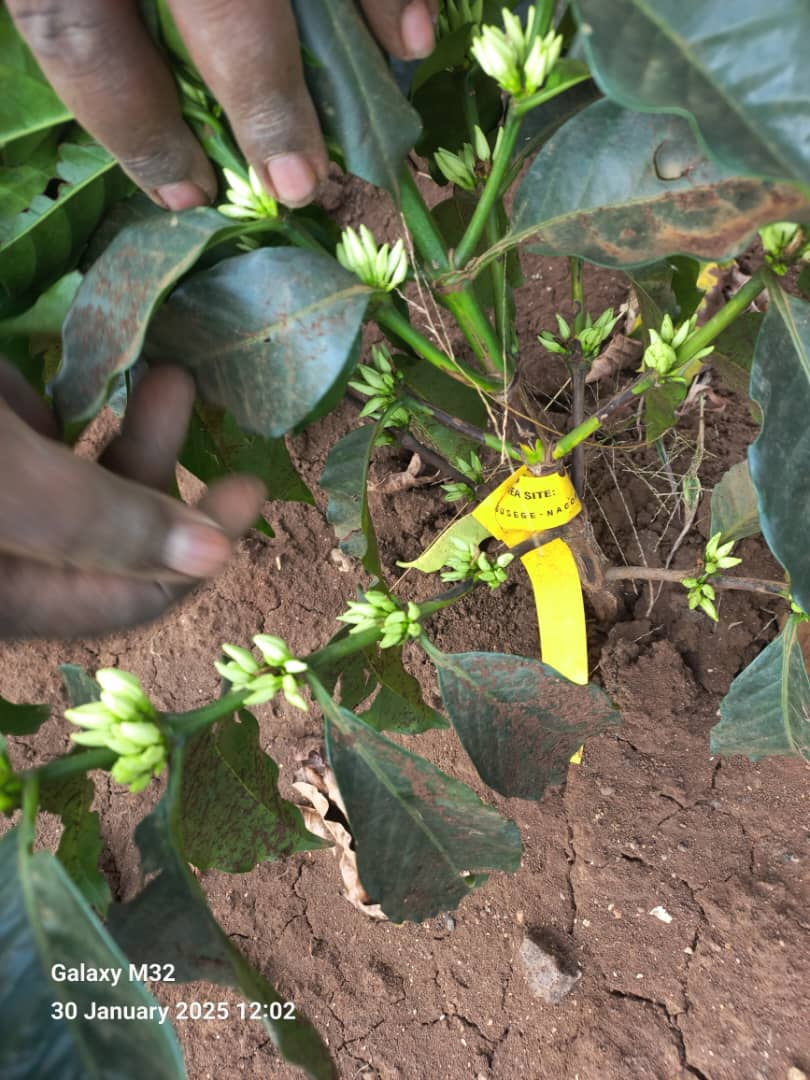 EA SITE:
USEGE-NACO
Galaxy M32
30 January 2025 12:02